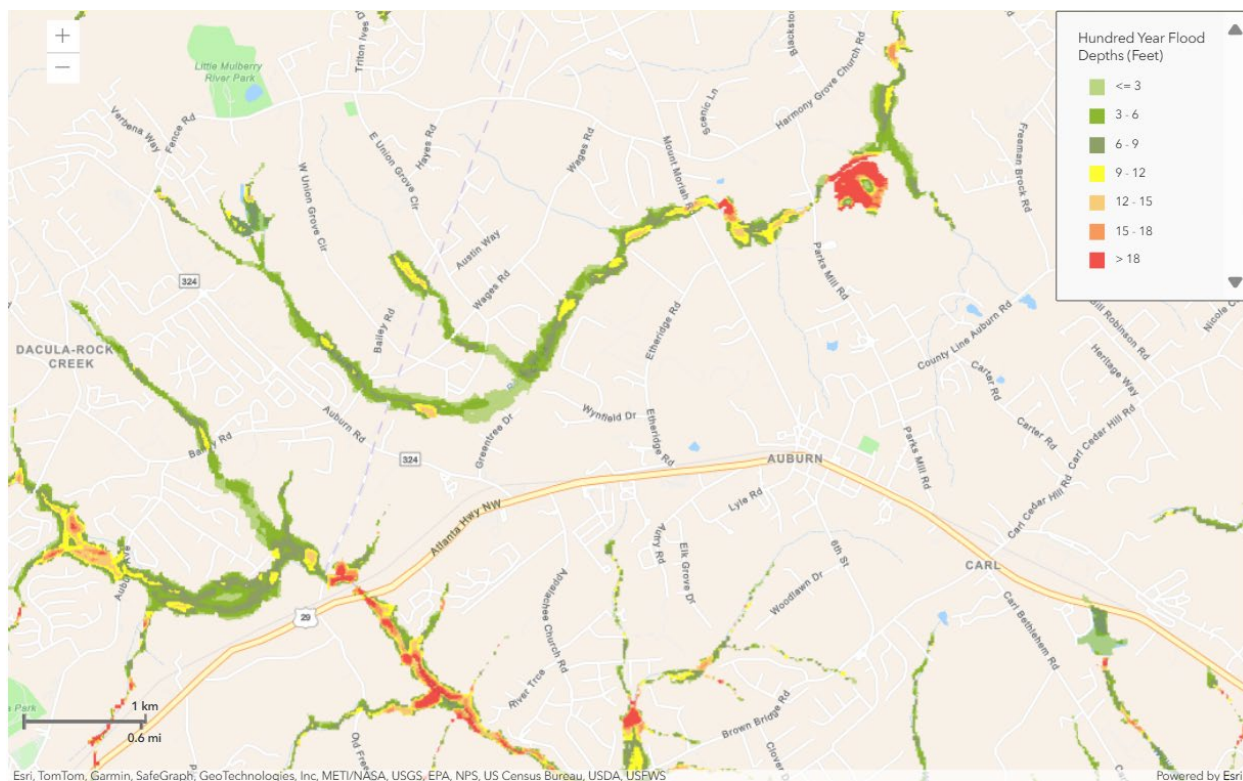 +
−
Little Mulberry
River Park
Triton Ives
Blackston
Harmony Grove Church Rd
Scenic Ln
Verbena Way
Fence Rd
E Union Grove Cir
Hayes Rd
Wages Rd
W Union Grove Cir
Mount Moriah R
Freeman Brock Rd
Austin Way
Wages Rd
324
Bailey Rd
Parks Mill Rd
Etheridge Rd
County Line Auburn Rd
Bill Robinson Rd
Nicole C
Heritage Way
DACULA-ROCK
CREEK
Auburn Rd
Greentree Dr
Wynfield Dr
Etheridge Rd
Carter Rd
Carter Rd
Carl Cedar Hill Rd
324
AUBURN
Parks Mill Rd
Lyle Rd
Atlanta Hwy NW
Autry Rd
Elk Grove Dr
6th St
Woodlawn Dr
Carl Cedar Hill Rd
CARL
Appalachee Church Rd
29
Carl Bethlehem Rd
River Trce
Brown Bridge Rd
Clover D
Old Free
a Park
1 km
0.6 mi
Hundred Year Flood
Depths (Feet)
<= 3
3 - 6
6 - 9
9 - 12
12 - 15
15 - 18
> 18
Esri, TomTom, Garmin, SafeGraph, GeoTechnologies, Inc, METI/NASA, USGS, EPA, NPS, US Census Bureau, USDA, USFWS
Powered by Esri